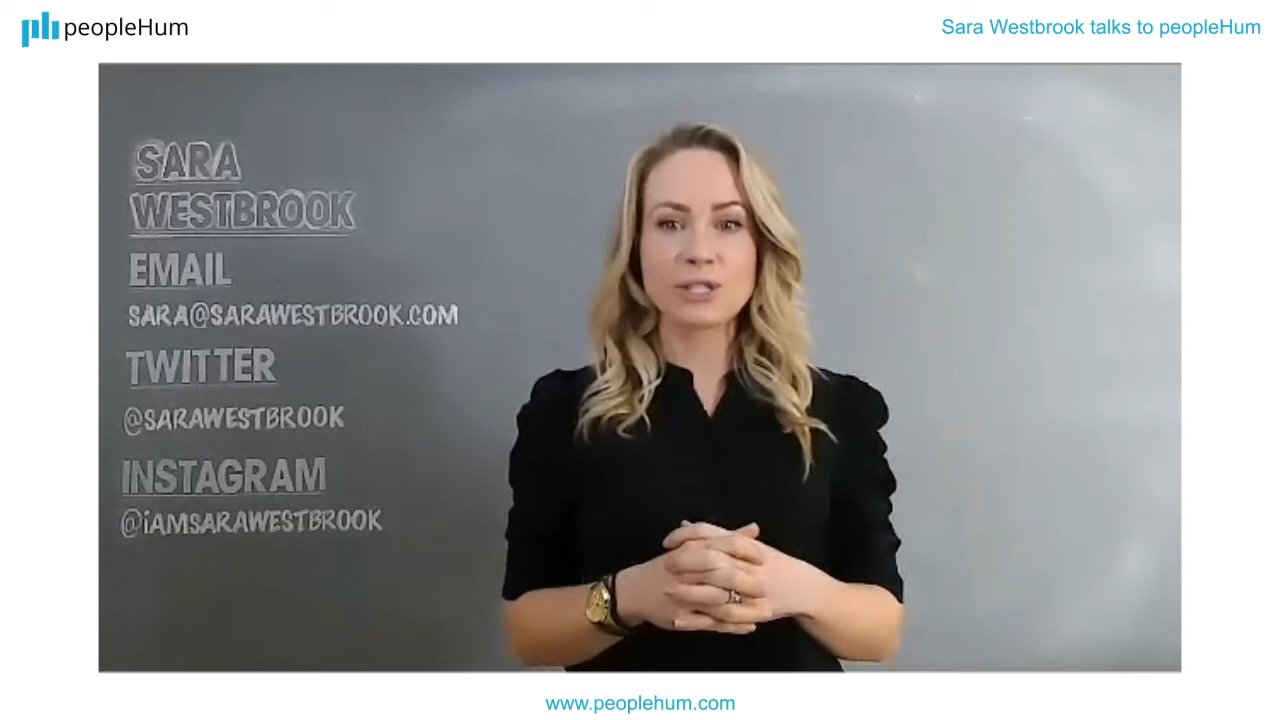 peopleHum
Sara Westbrook talks to peopleHum
SARA
WESTBROOK
EMAIL
SARA@SARAWESTBROOK.COM
TWITTER
@SARAWESTBROOK
INSTAGRAM
@iAMSARAWESTBROOK
www.peoplehum.com